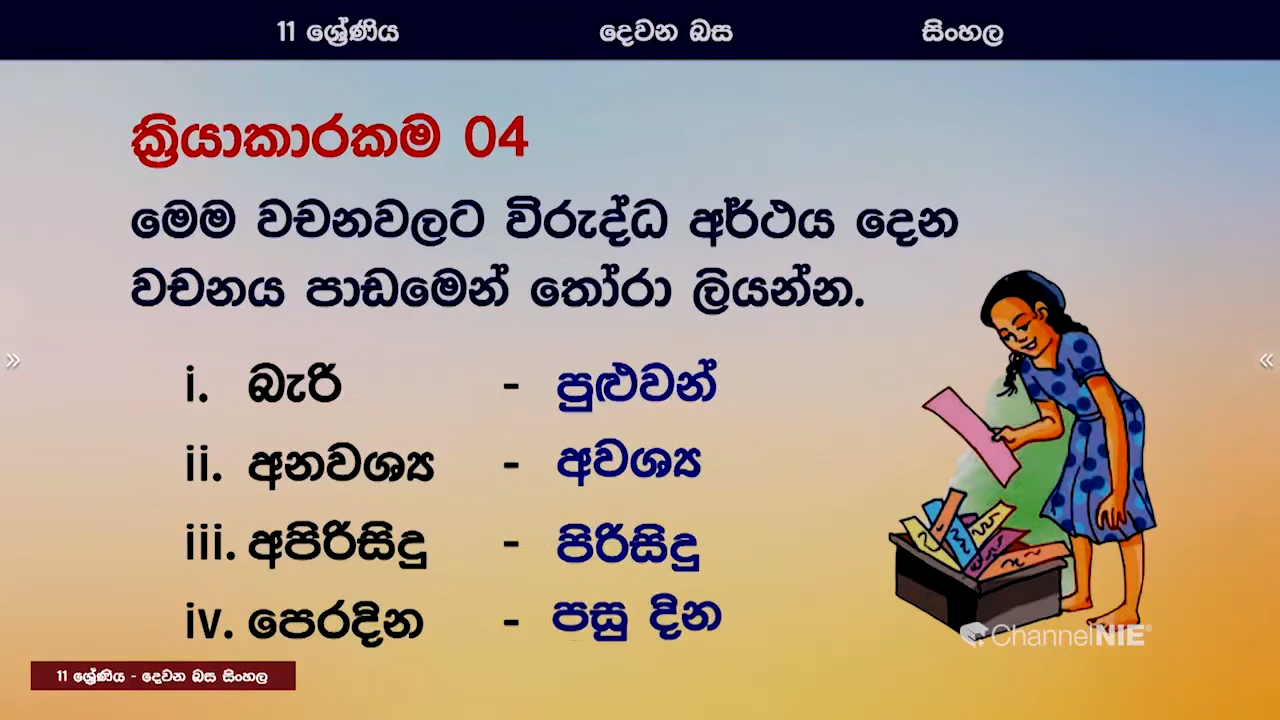 11 ශ්‍රේණිය දෙවන බස සිංහල
ක්‍රියාකාරකම 04
මෙම වචනවලට විරුද්ධ අර්ථය දෙන
වචනය පාඩමෙන් තෝරා ලියන්න.
i. බැරි - පුළුවන්
ii. අනවශ්‍ය - අවශ්‍ය
iii. අපිරිසිදු - පිරිසිදු
iv. පෙරදින - පසු දින
ChannelNIE
11 ශ්‍රේණිය - දෙවන බස සිංහල